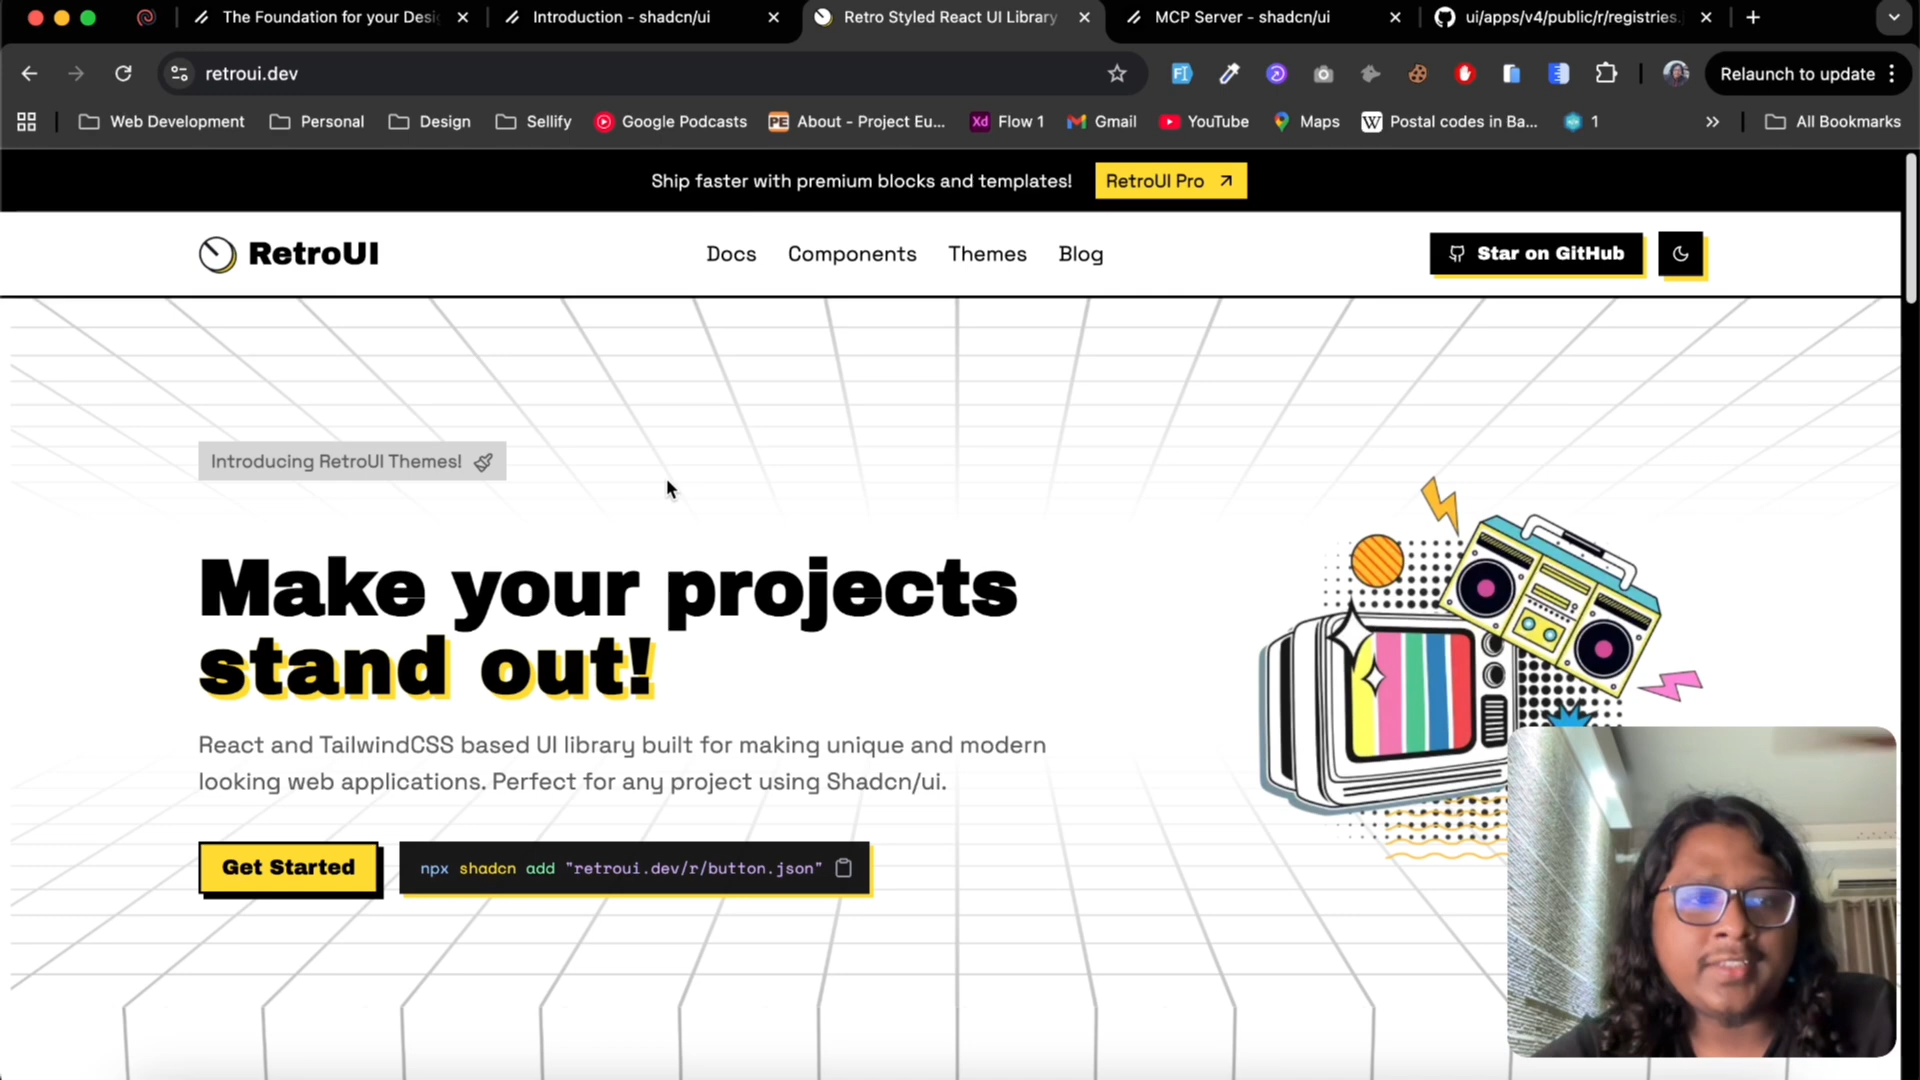 The Foundation for your Desi
Introduction - shadcn/ui
Retro Styled React UI Library
MCP Server - shadcn/ui
ui/apps/v4/public/r/registries.
retroui.dev
Relaunch to update
Web Development
Personal
Design
Sellify
Google Podcasts
PE
About - Project Eu...
Xd
Flow 1
Gmail
YouTube
Maps
W
Postal codes in Ba...
1
All Bookmarks
Ship faster with premium blocks and templates!
RetroUI Pro
RetroUI
Docs
Components
Themes
Blog
Star on GitHub
Introducing RetroUI Themes!
Make your projects
stand out!
React and TailwindCSS based UI library built for making unique and modern
looking web applications. Perfect for any project using Shadcn/ui.
Get Started
npx shadcn add "retroui.dev/r/button.json"